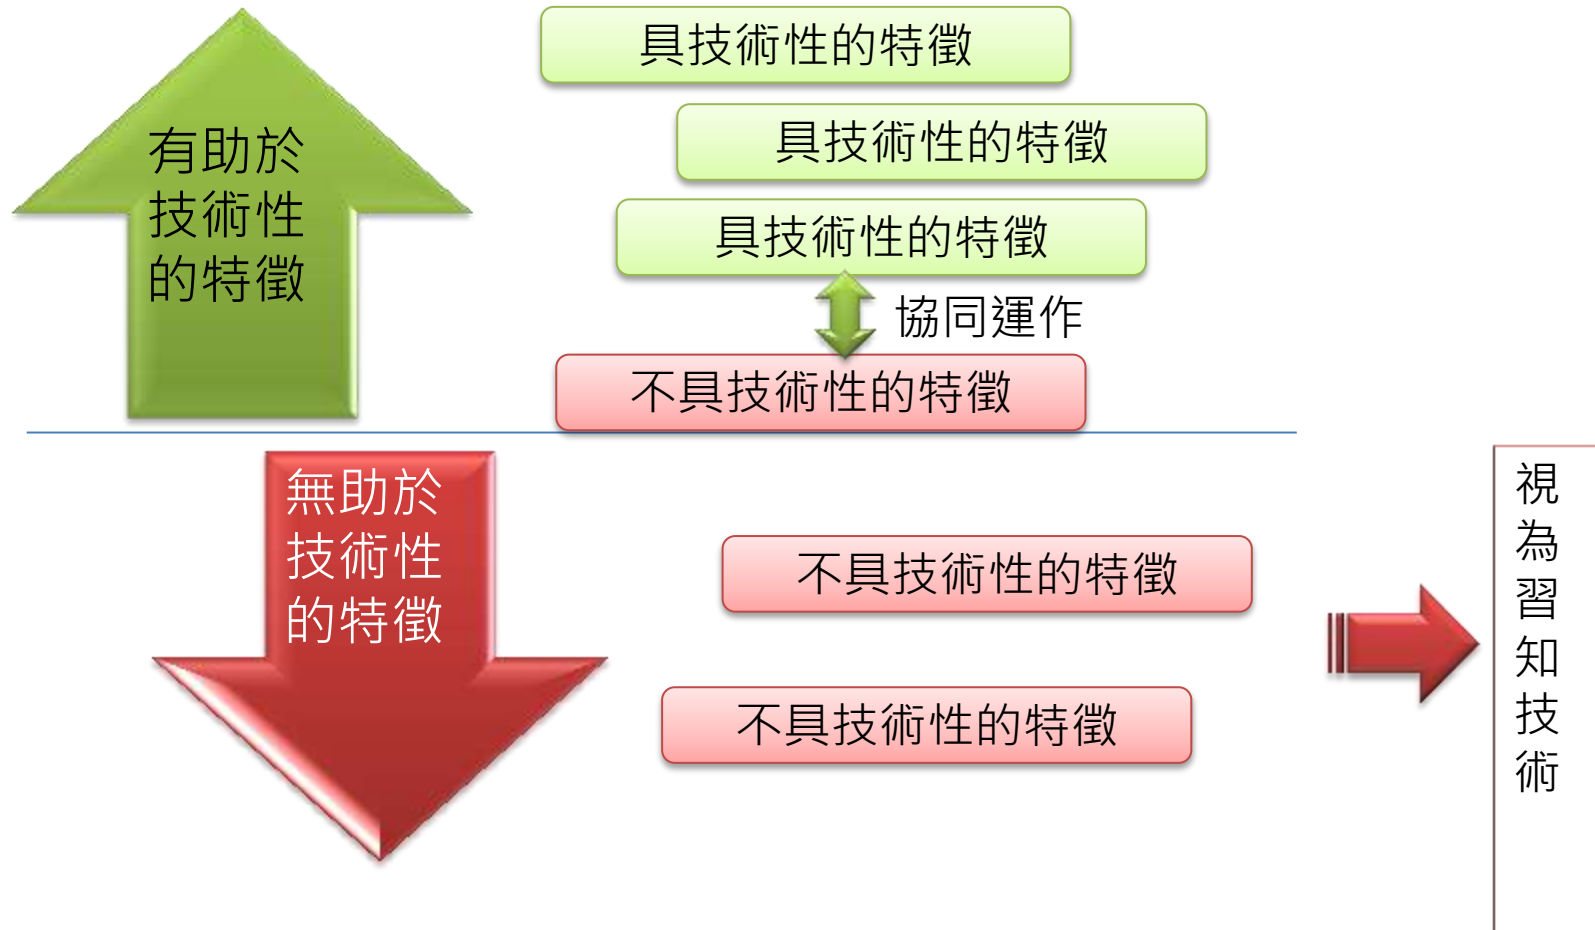 有助於
技術性
的特徵
具技術性的特徵
具技術性的特徵
具技術性的特徵
協同運作
不具技術性的特徵
無助於
技術性
的特徵
不具技術性的特徵
不具技術性的特徵
視為習知技術